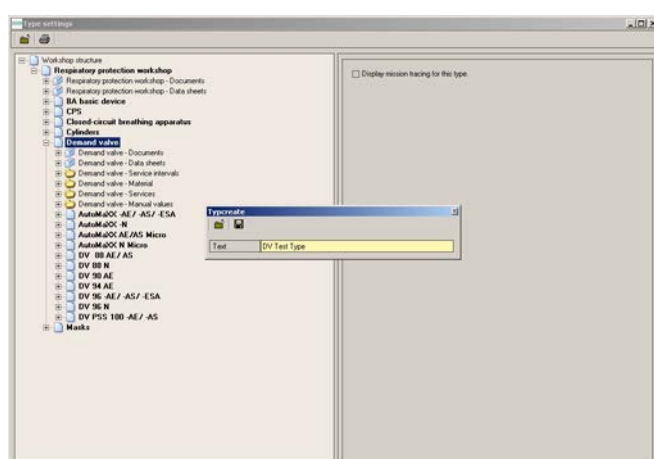 Type settings
Workshop structure
Respiratory protection workshop
Respiratory protection workshop - Documents
Respiratory protection workshop - Data sheets
BA basic device
CPS
Closed-circuit breathing apparatus
Cylinders
Demand valve
Demand valve - Documents
Demand valve - Data sheets
Demand valve - Service intervals
Demand valve - Material
Demand valve - Services
Demand valve - Manual values
AutoMaXX -AE/ -AS/ -ESA
AutoMaXX -N
AutoMaXX AE/AS Micro
AutoMaXX N Micro
DV 88 AE/ AS
DV 88 N
DV 90 AE
DV 94 AE
DV 96 -AE/ -AS/ -ESA
DV 96 N
DV PSS 100 -AE/ -AS
Masks
Display mission tracing for this type
Typcreate
Text DV Test Type